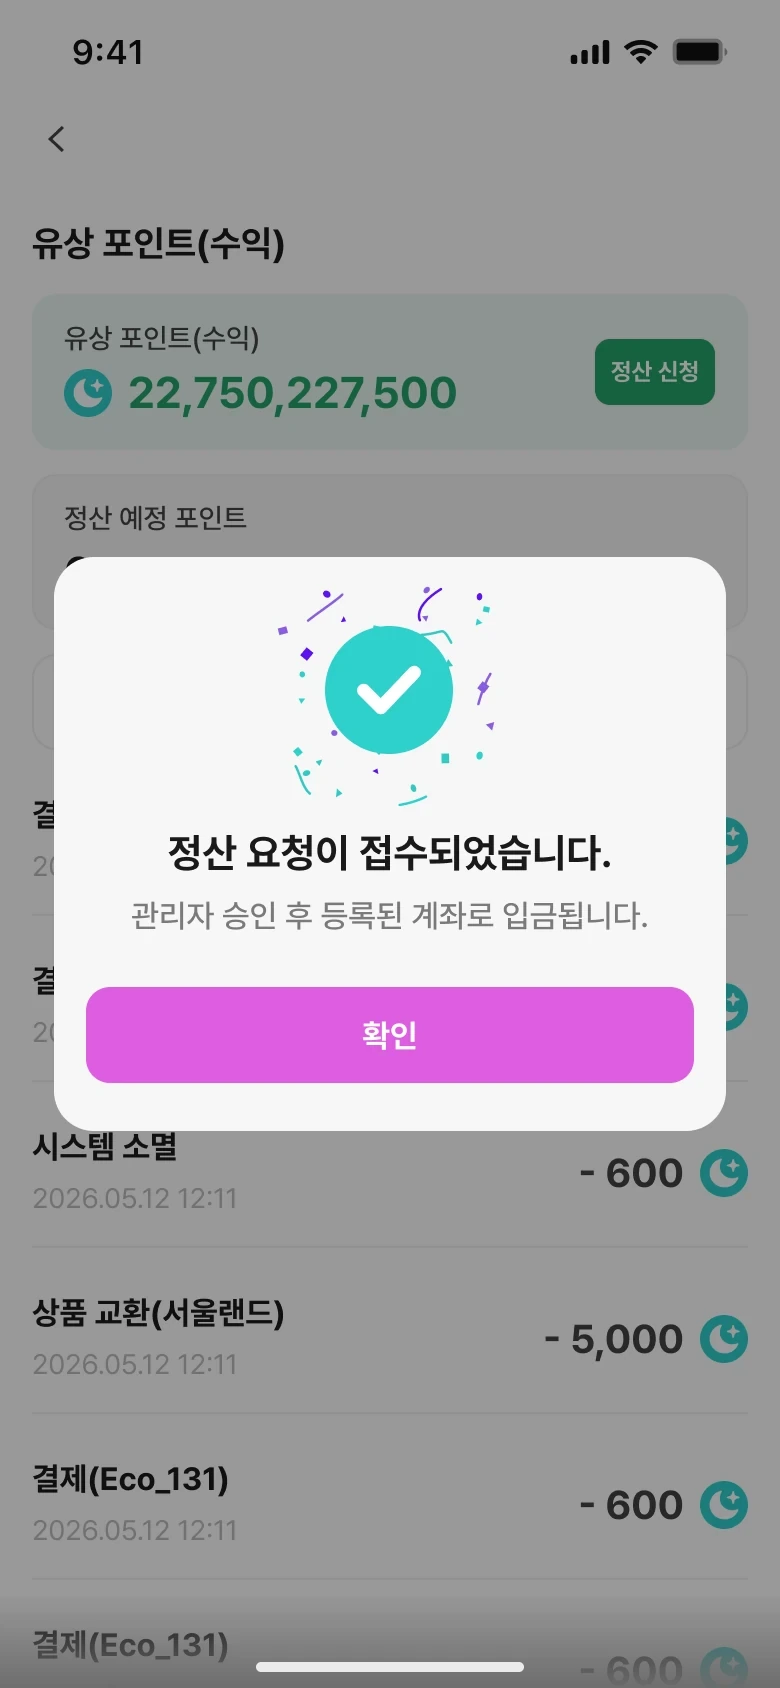 9:41
유상 포인트(수익)
유상 포인트(수익)
22,750,227,500
정산 신청
정산 예정 포인트
정산 요청이 접수되었습니다.
관리자 승인 후 등록된 계좌로 입금됩니다.
확인
시스템 소멸
2026.05.12 12:11
- 600
상품 교환(서울랜드)
2026.05.12 12:11
- 5,000
결제(Eco_131)
2026.05.12 12:11
- 600
결제(Eco_131)
- 600